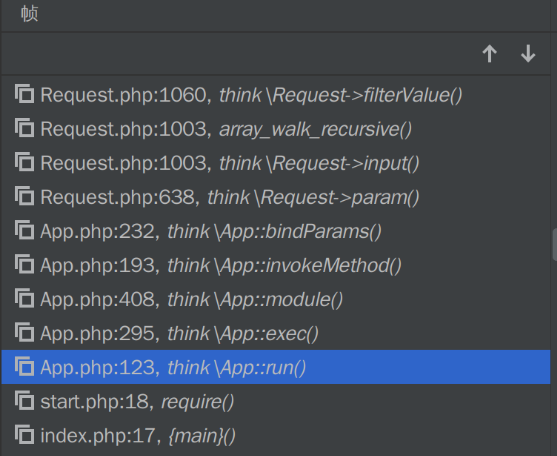 帧
Request.php:1060, think\Request->filterValue()
Request.php:1003, array_walk_recursive()
Request.php:1003, think\Request->input()
Request.php:638, think\Request->param()
App.php:232, think\App::bindParams()
App.php:193, think\App::invokeMethod()
App.php:408, think\App::module()
App.php:295, think\App::exec()
App.php:123, think\App::run()
start.php:18, require()
index.php:17, {main}()